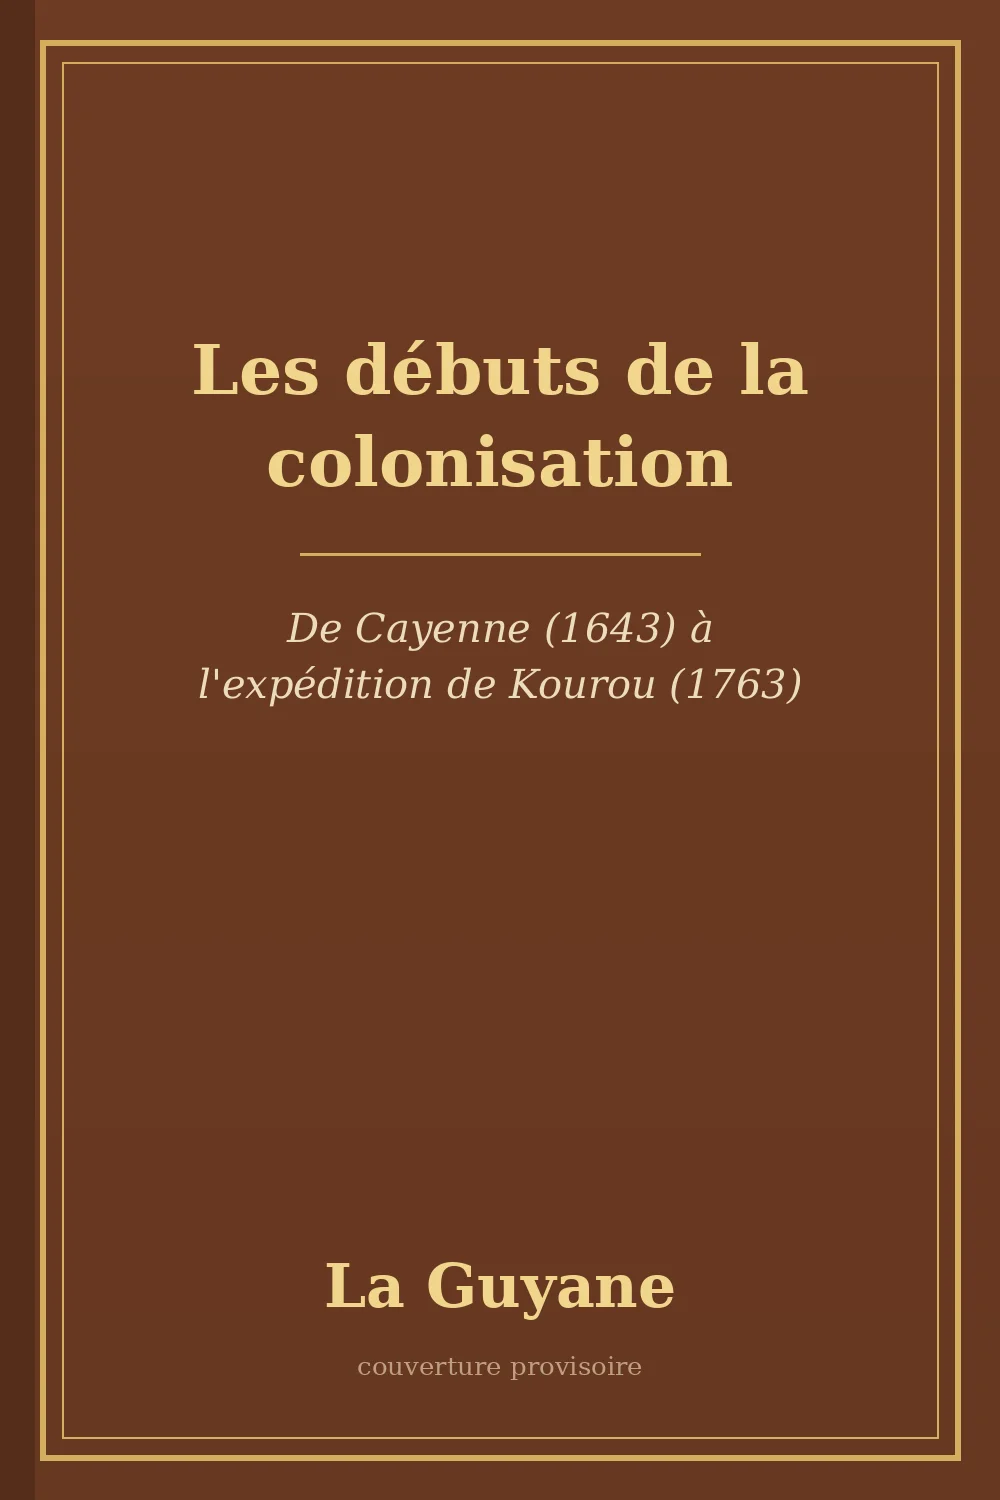 Les débuts de la
colonisation
De Cayenne (1643) à
l'expédition de Kourou (1763)
La Guyane
couverture provisoire